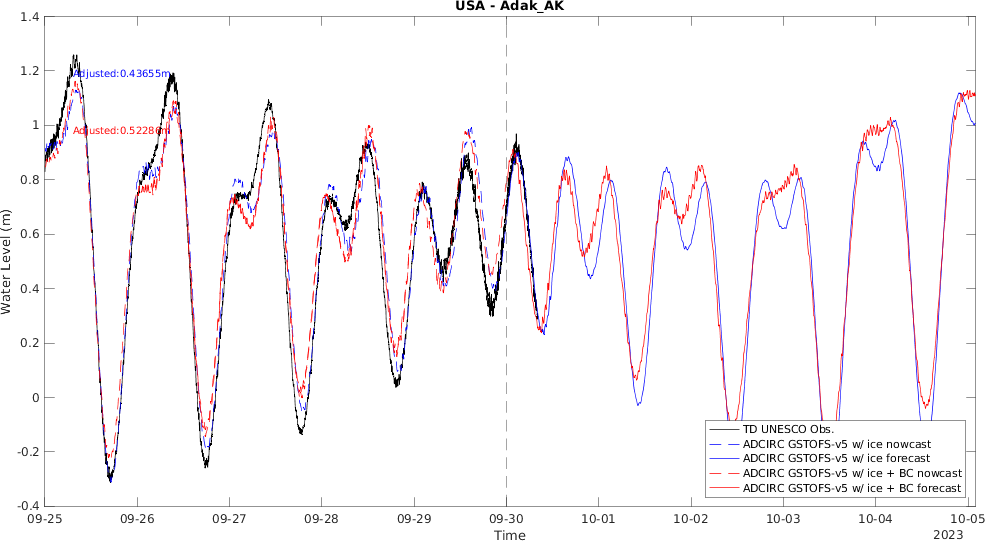 USA - Adak_AK
1.4
1.2
1
0.8
0.6
0.4
0.2
0
-0.2
-0.4
Water Level (m)
Adjusted:0.43655m
Adjusted:0.52286m
09-25
09-26
09-27
09-28
09-29
09-30
10-01
10-02
10-03
10-04
10-05
Time
2023
TD UNESCO Obs.
ADCIRC GSTOFS-v5 w/ ice nowcast
ADCIRC GSTOFS-v5 w/ ice forecast
ADCIRC GSTOFS-v5 w/ ice + BC nowcast
ADCIRC GSTOFS-v5 w/ ice + BC forecast